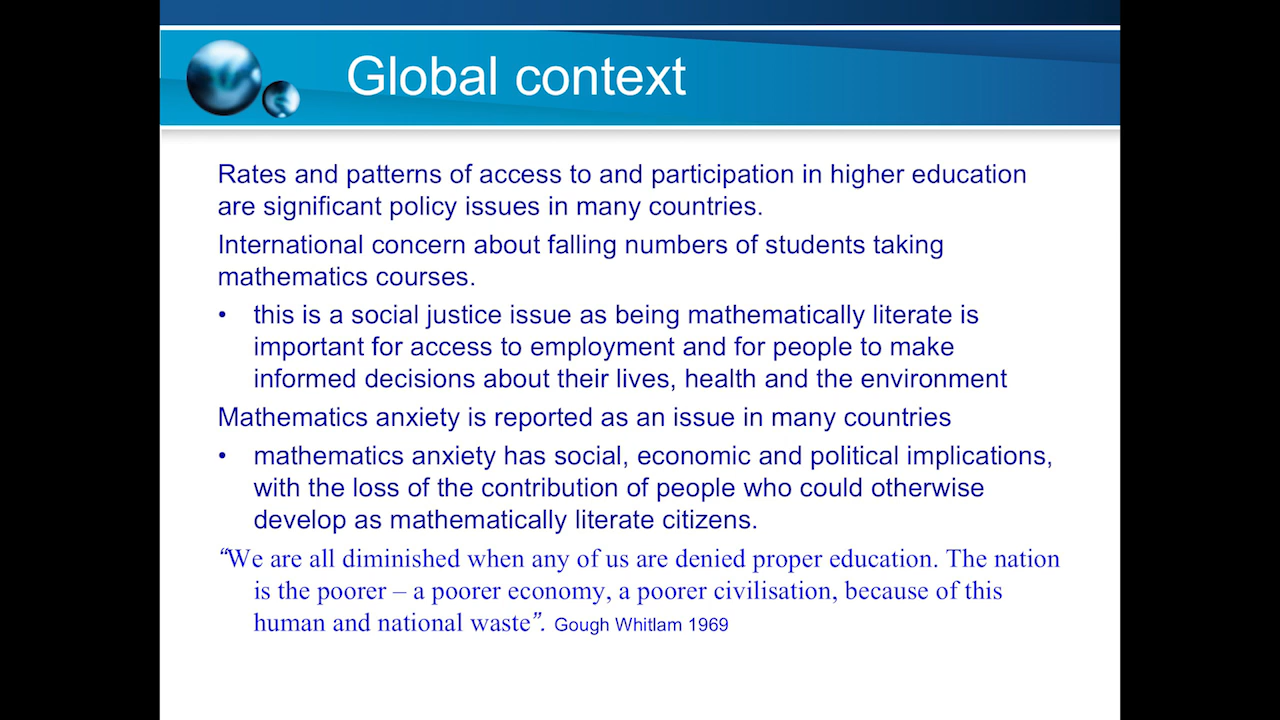 Global context
Rates and patterns of access to and participation in higher education
are significant policy issues in many countries.
International concern about falling numbers of students taking
mathematics courses.
• this is a social justice issue as being mathematically literate is
important for access to employment and for people to make
informed decisions about their lives, health and the environment
Mathematics anxiety is reported as an issue in many countries
• mathematics anxiety has social, economic and political implications,
with the loss of the contribution of people who could otherwise
develop as mathematically literate citizens.
“We are all diminished when any of us are denied proper education. The nation
is the poorer – a poorer economy, a poorer civilisation, because of this
human and national waste”. Gough Whitlam 1969